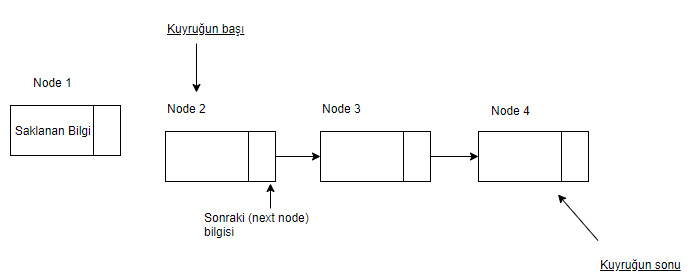 Kuyruğun başı
Node 1
Node 2
Node 3
Node 4
Saklanan Bilgi
Sonraki (next node)
bilgisi
Kuyruğun sonu